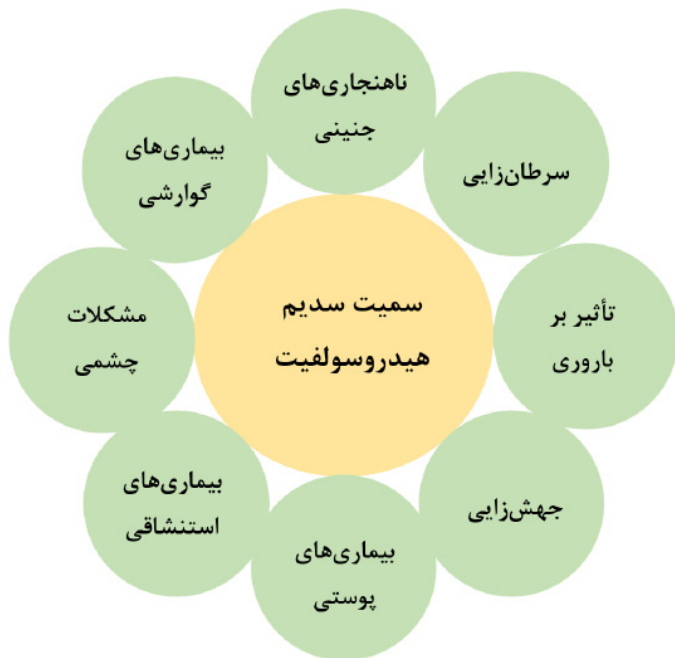 سمیت سدیم
هیدروسولفیت
ناهنجاری‌های
جنینی
سرطان‌زایی
تأثیر بر
باروری
جهش‌زایی
بیماری‌های
پوستی
بیماری‌های
استنشاقی
مشکلات
چشمی
بیماری‌های
گوارشی